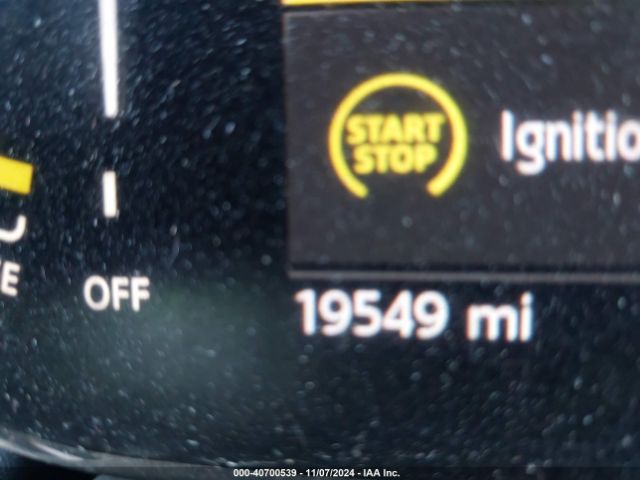 START
STOP
Ignitio
E
OFF
19549 mi
000-40700539 - 11/07/2024 - IAA Inc.